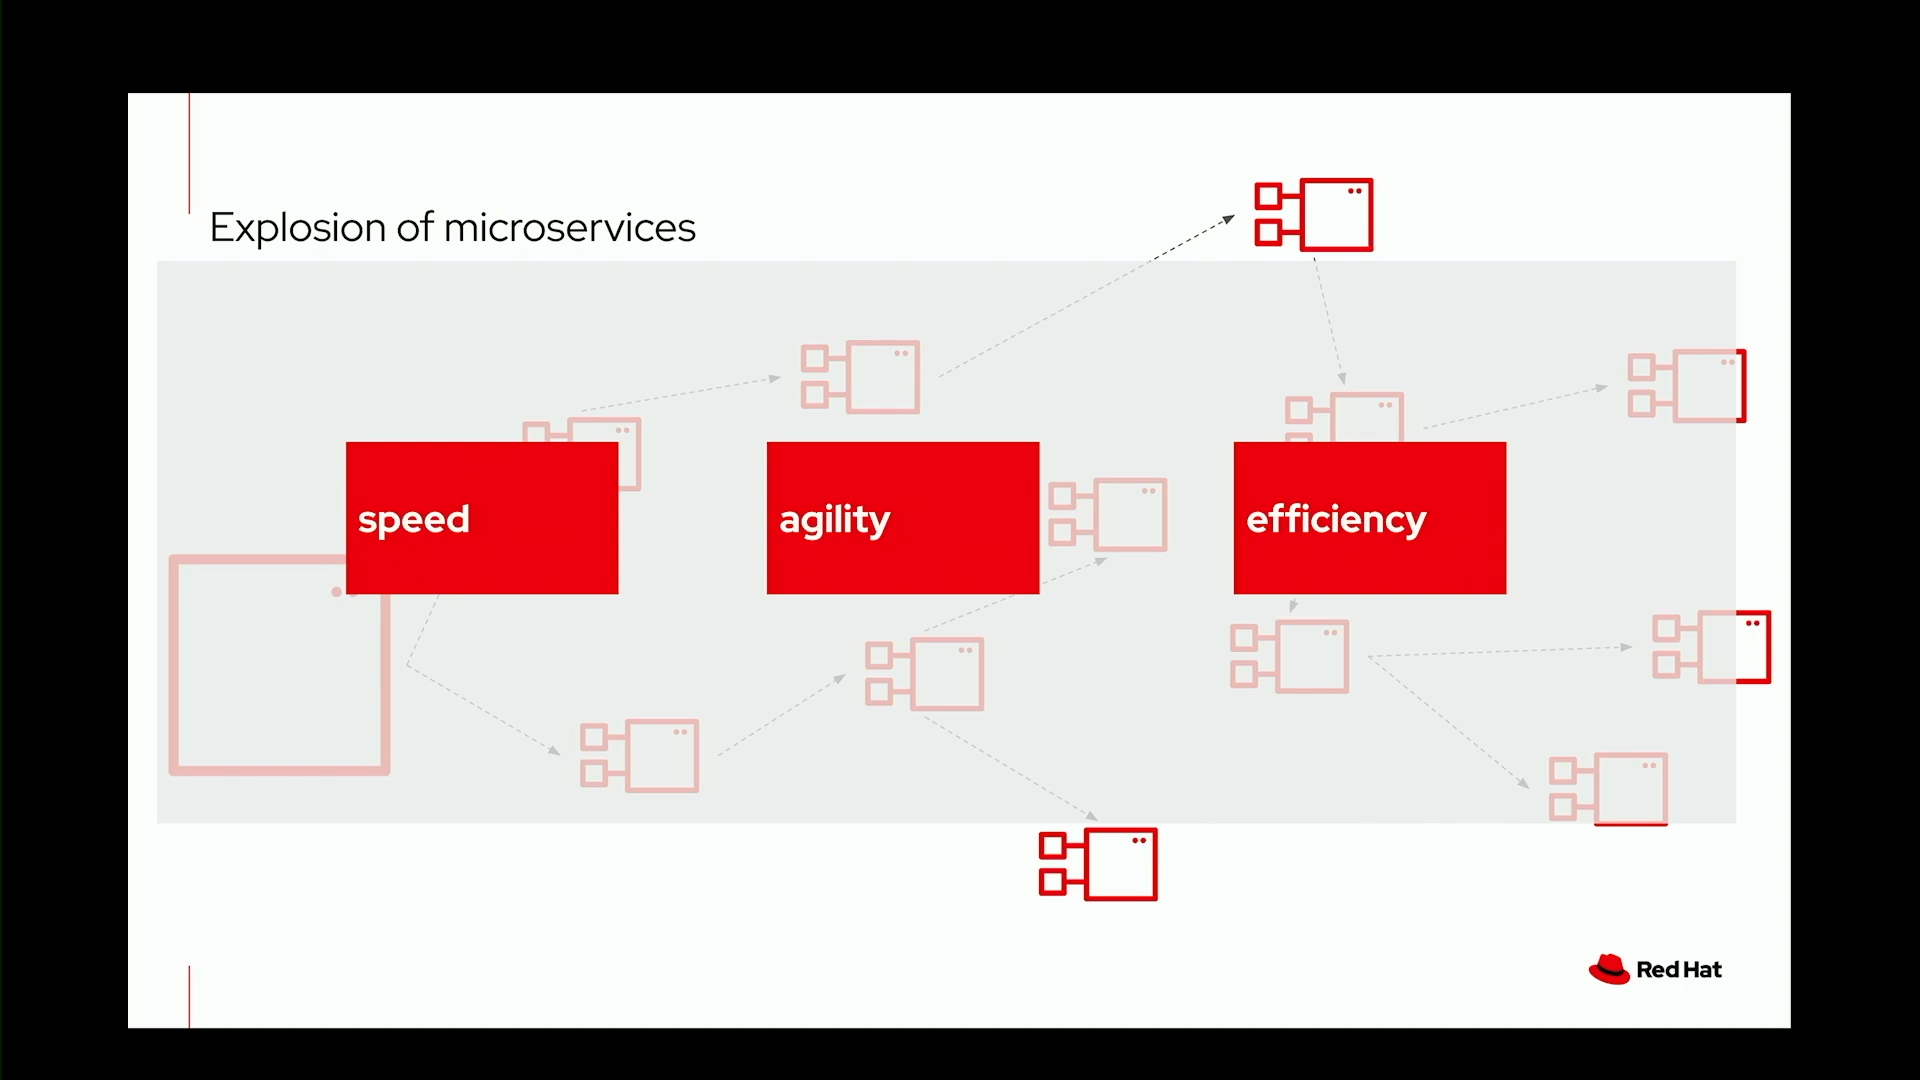 Explosion of microservices
speed
agility
efficiency
Red Hat